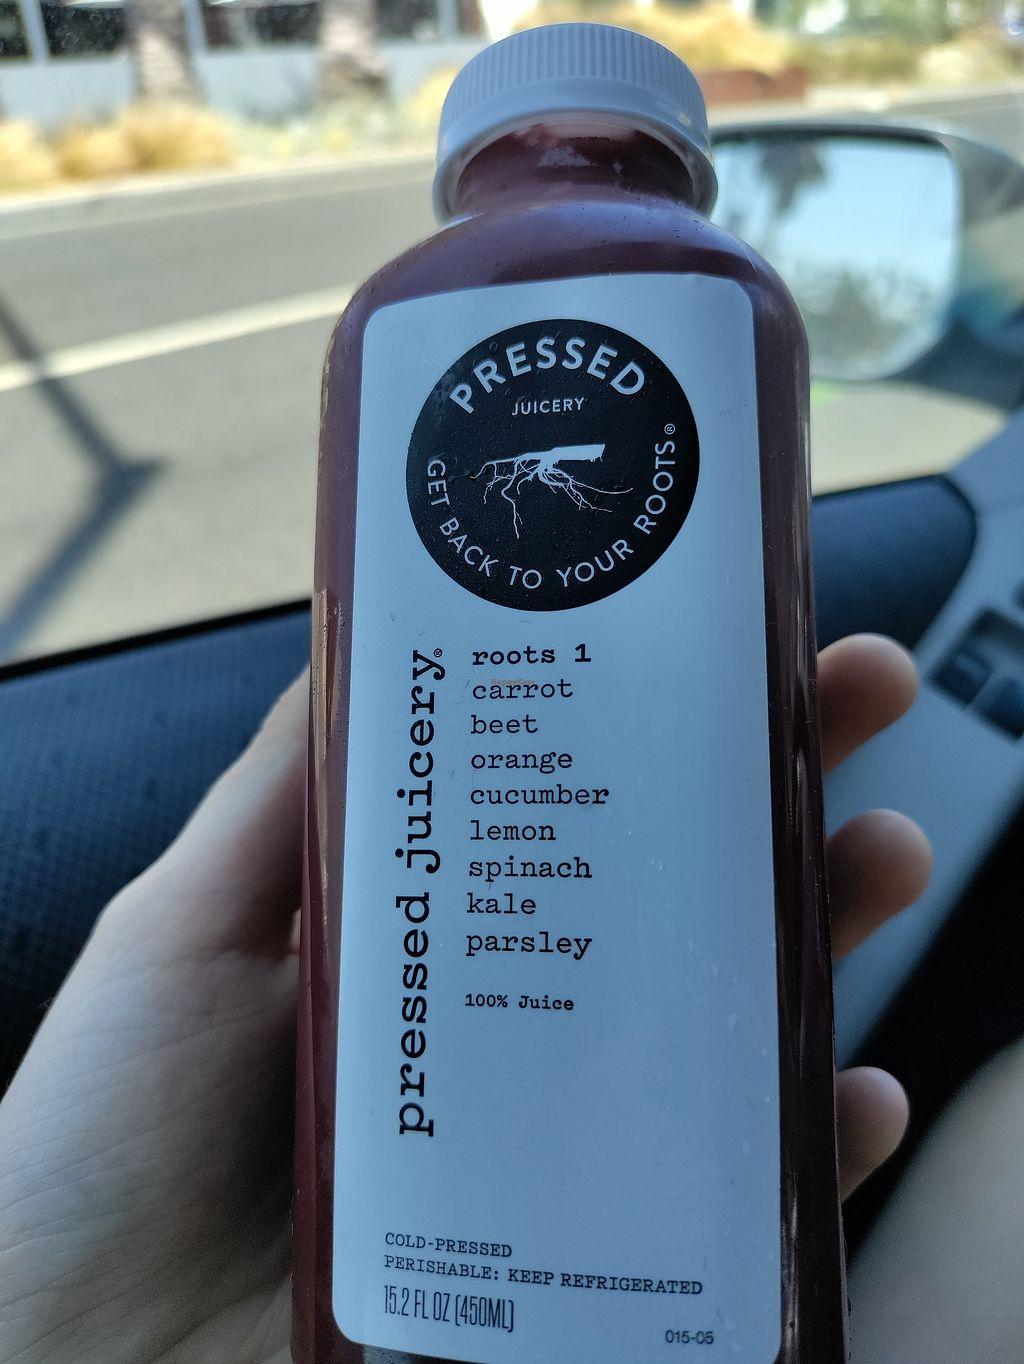 PRESSED
JUICERY
GET BACK TO YOUR ROOTS®
pressed juicery®
roots 1
carrot
beet
orange
cucumber
lemon
spinach
kale
parsley
100% Juice
COLD-PRESSED
PERISHABLE: KEEP REFRIGERATED
15.2 FL OZ (450ML)
015-05